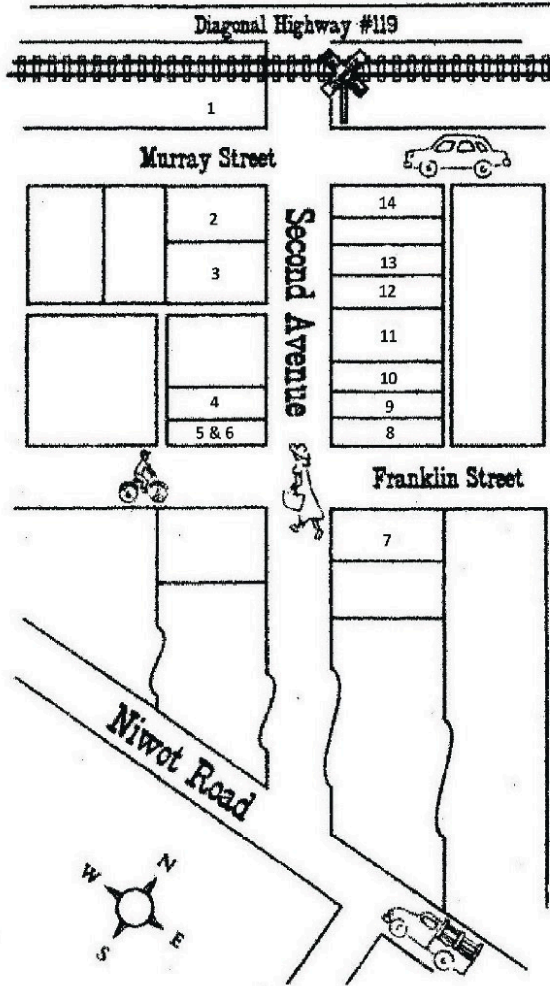 Diagonal Highway #119
1
Murray Street
Second Avenue
2
3
4
5 & 6
14
13
12
11
10
9
8
Franklin Street
7
Niwot Road
N
W
E
S